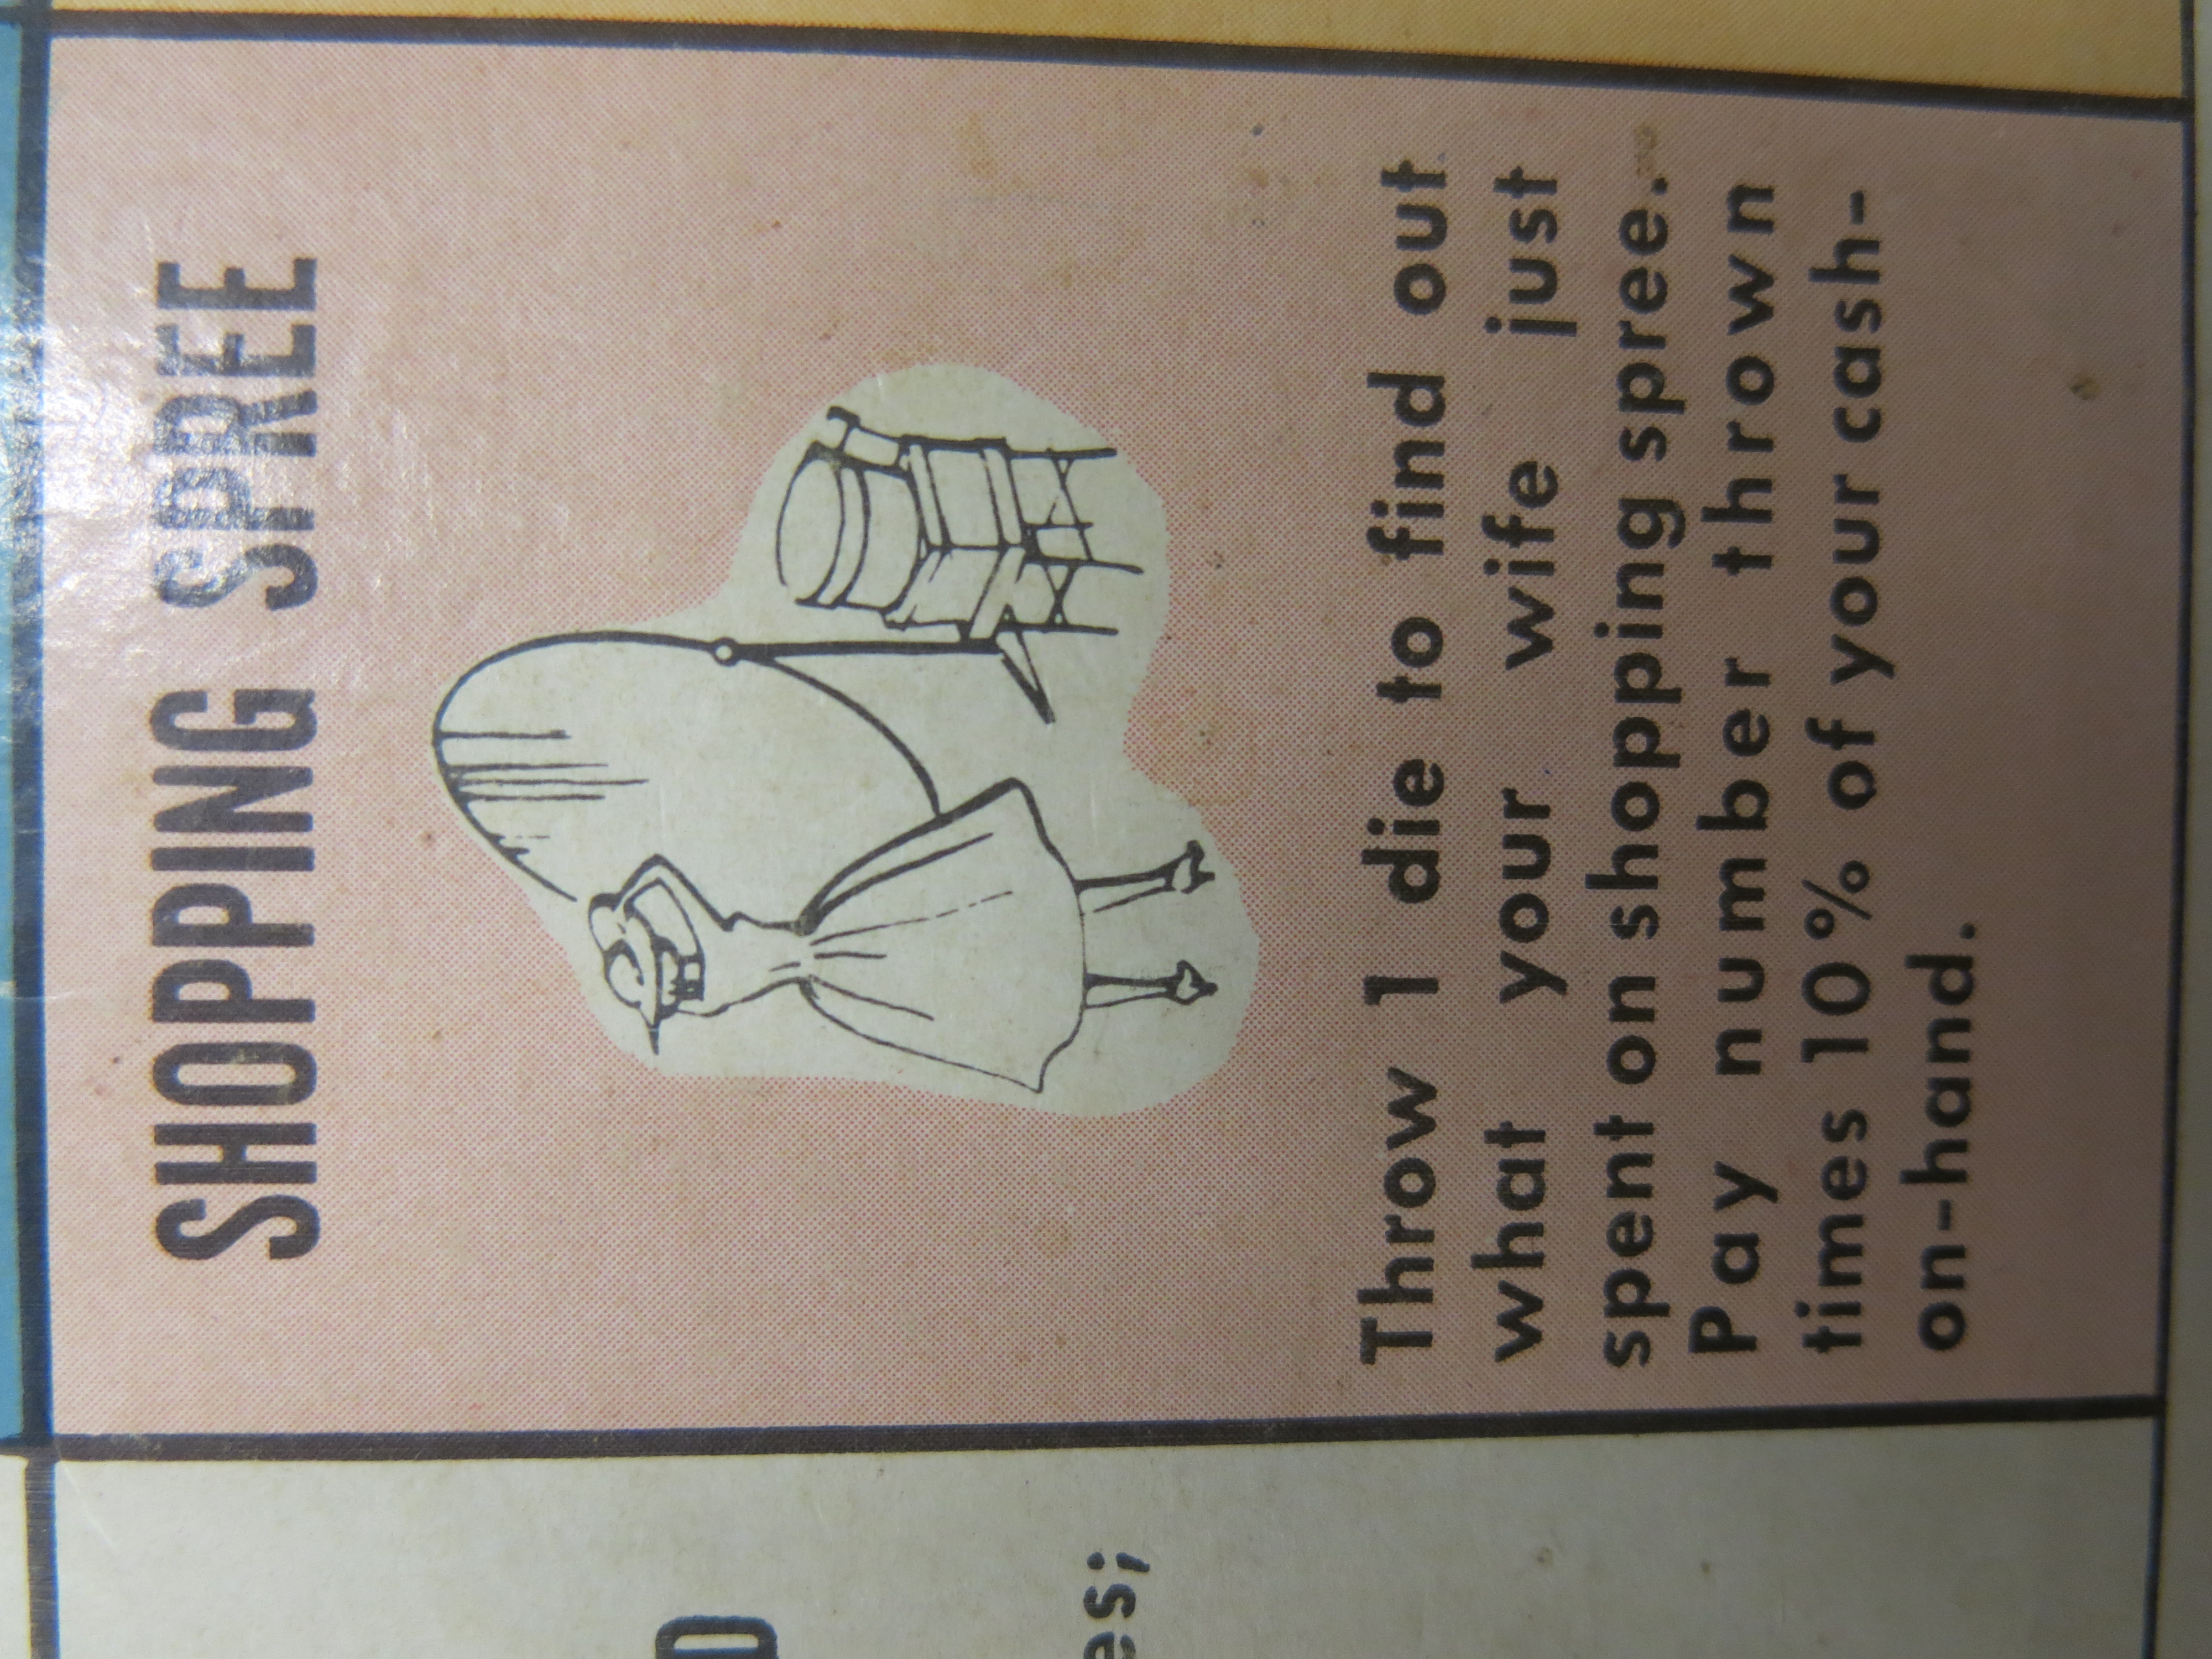 SHOPPING SPREE
Throw 1 die to find out
what your wife just
spent on shopping spree.
Pay number thrown
times 10% of your cash-
on-hand.